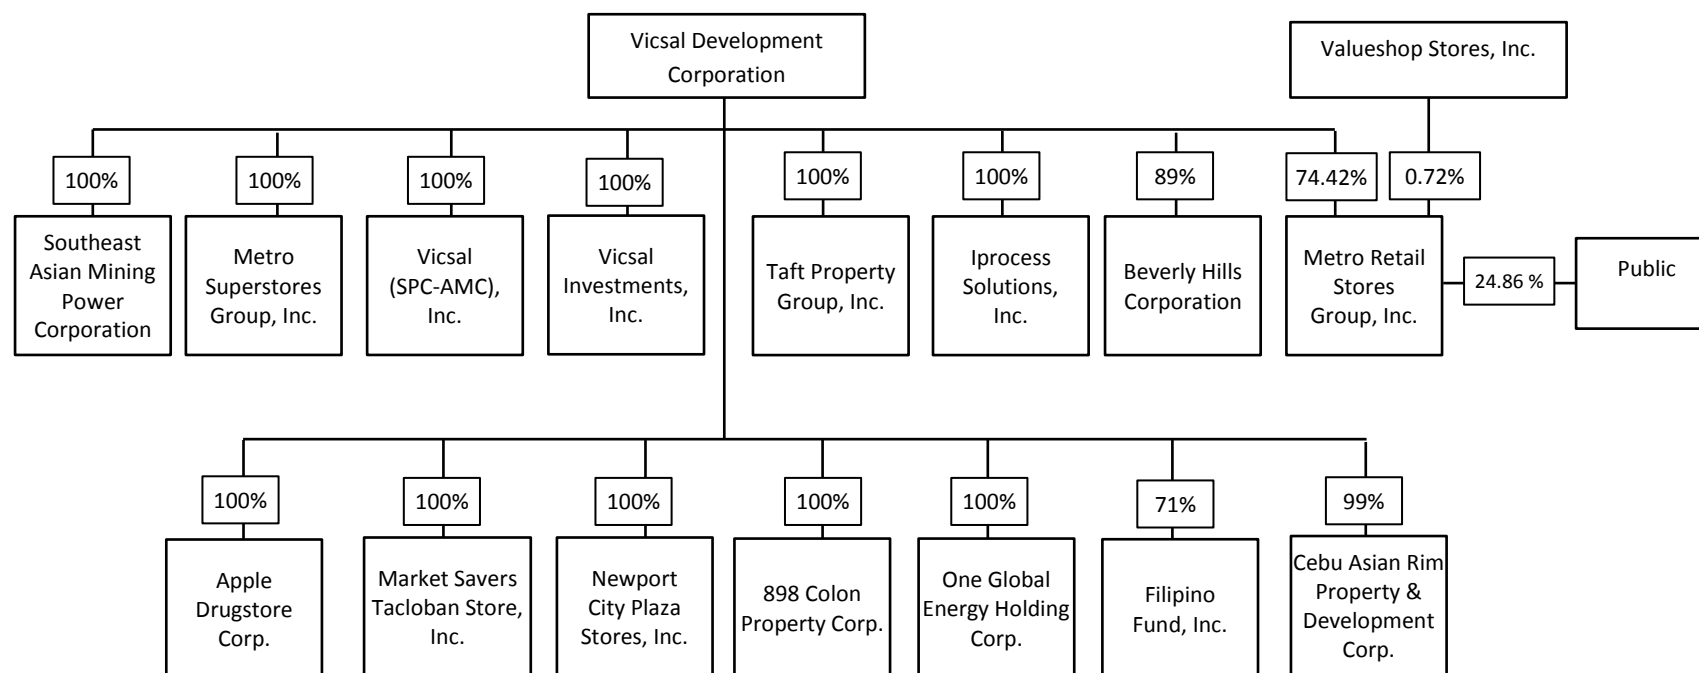 Vicsal Development
Corporation
Valueshop Stores, Inc.
100%
100%
100%
100%
100%
100%
89%
74.42%
0.72%
Southeast
Asian Mining
Power
Corporation
Metro
Superstores
Group, Inc.
Vicsal
(SPC-AMC),
Inc.
Vicsal
Investments,
Inc.
Taft Property
Group, Inc.
Iprocess
Solutions,
Inc.
Beverly Hills
Corporation
Metro Retail
Stores
Group, Inc.
24.86 %
Public
100%
100%
100%
100%
100%
71%
99%
Apple
Drugstore
Corp.
Market Savers
Tacloban Store,
Inc.
Newport
City Plaza
Stores, Inc.
898 Colon
Property Corp.
One Global
Energy Holding
Corp.
Filipino
Fund, Inc.
Cebu Asian Rim
Property &
Development
Corp.